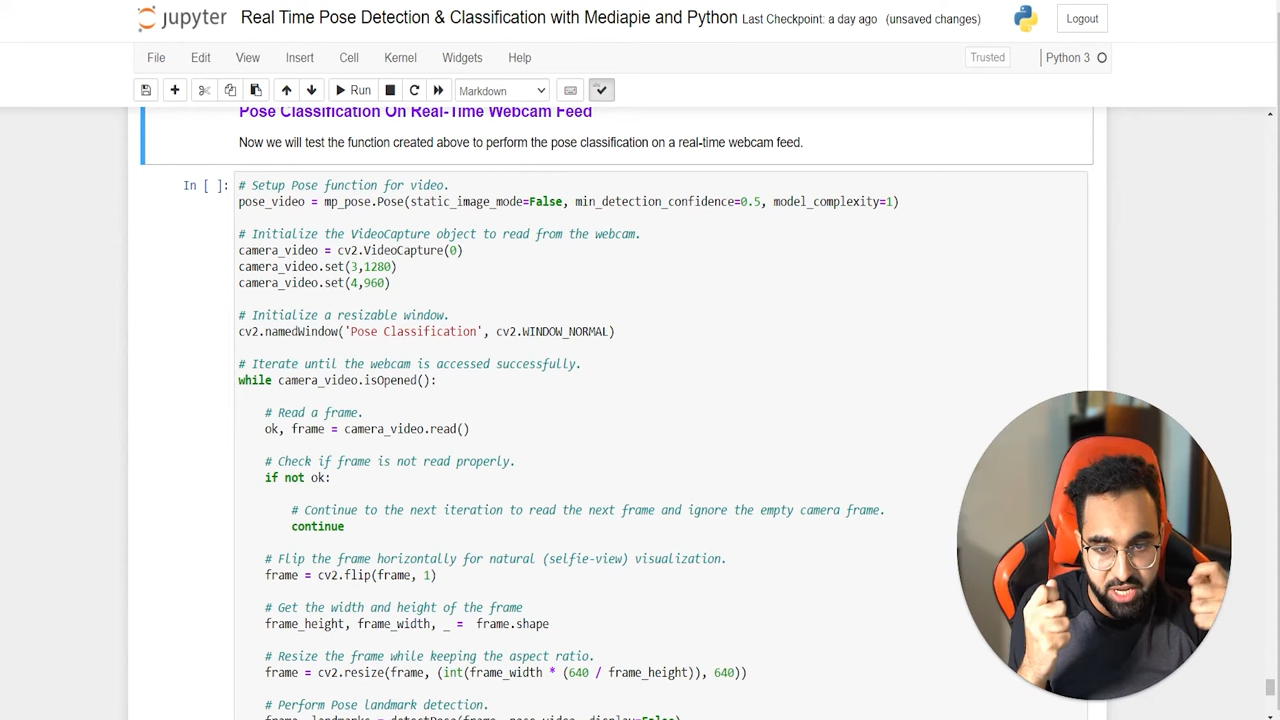 jupyter Real Time Pose Detection & Classification with Mediapie and Python Last Checkpoint: a day ago (unsaved changes) Logout
File Edit View Insert Cell Kernel Widgets Help Trusted Python 3
Run Markdown
Pose Classification On Real-Time Webcam Feed
Now we will test the function created above to perform the pose classification on a real-time webcam feed.
In [ ]: # Setup Pose function for video.
pose_video = mp_pose.Pose(static_image_mode=False, min_detection_confidence=0.5, model_complexity=1)
# Initialize the VideoCapture object to read from the webcam.
camera_video = cv2.VideoCapture(0)
camera_video.set(3,1280)
camera_video.set(4,960)
# Initialize a resizable window.
cv2.namedWindow('Pose Classification', cv2.WINDOW_NORMAL)
# Iterate until the webcam is accessed successfully.
while camera_video.isOpened():
# Read a frame.
ok, frame = camera_video.read()
# Check if frame is not read properly.
if not ok:
# Continue to the next iteration to read the next frame and ignore the empty camera frame.
continue
# Flip the frame horizontally for natural (selfie-view) visualization.
frame = cv2.flip(frame, 1)
# Get the width and height of the frame
frame_height, frame_width, _ = frame.shape
# Resize the frame while keeping the aspect ratio.
frame = cv2.resize(frame, (int(frame_width * (640 / frame_height)), 640))
# Perform Pose landmark detection.
frame, landmarks = detectPose(frame, pose_video, display=False)